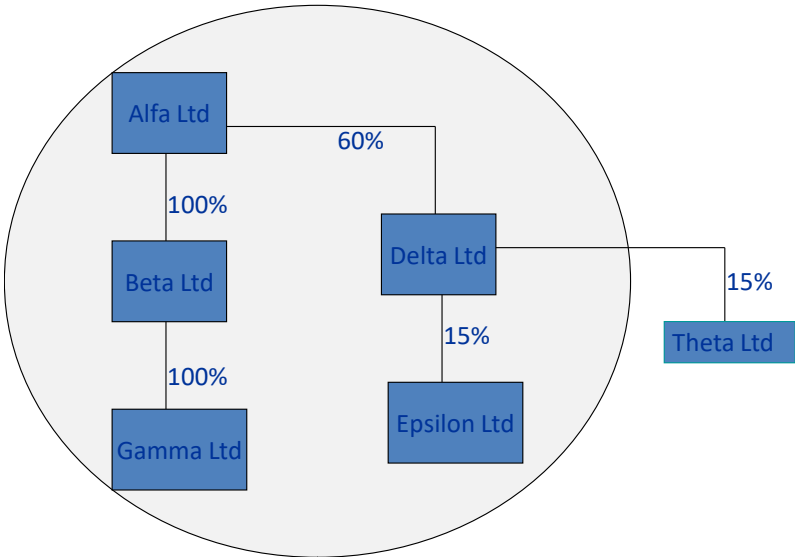 Alfa Ltd
60%
100%
Delta Ltd
Beta Ltd
15%
15%
Theta Ltd
100%
Epsilon Ltd
Gamma Ltd